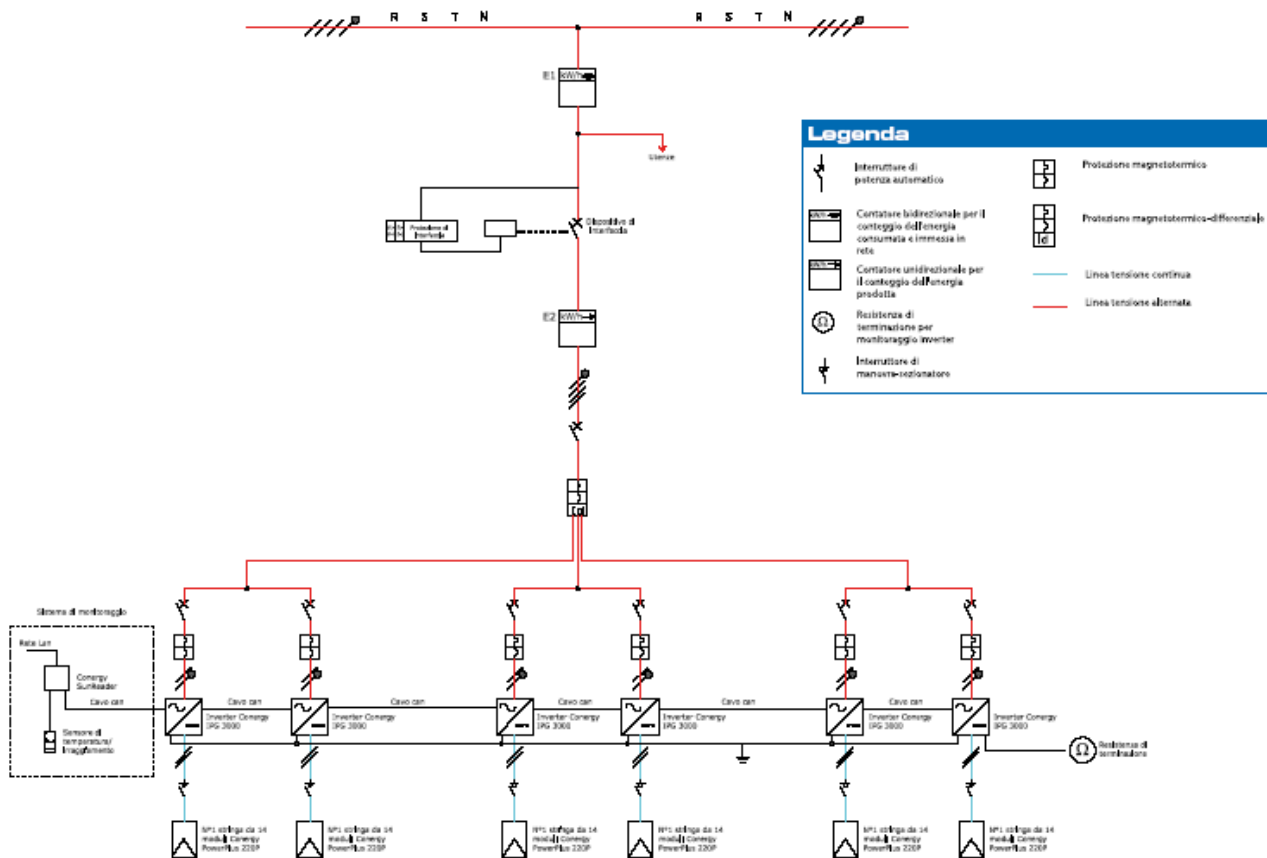 R S T N
R S T N
E1
kW/h
Utenze
Dispositivo di
Interfaccia
Protezione di
Interfaccia
E2
kW/h
Id
Legenda
Interruttore di
potenza automatico
Contatore bidirezionale per il
conteggio dell'energia
consumata e immessa in
rete
Contatore unidirezionale per
il conteggio dell'energia
prodotta
Ω
Resistenza di
terminazione per
monitoraggio inverter
Interruttore di
manovra-sezionatore
Protezione magnetotermica
Protezione magnetotermica-differenziale
Id
Linea tensione continua
Linea tensione alternata
Sistema di monitoraggio
Rete Lan
Conergy
SunReader
Sensore di
temperatura/
irraggiamento
Cavo can
Cavo can
Cavo can
Cavo can
Cavo can
Cavo can
Inverter Conergy
IPG 3000
Inverter Conergy
IPG 3000
Inverter Conergy
IPG 3000
Inverter Conergy
IPG 3000
Inverter Conergy
IPG 3000
Inverter Conergy
IPG 3000
Ω
Resistenza di
terminazione
N°1 stringa da 14
moduli Conergy
PowerPlus 220P
N°1 stringa da 14
moduli Conergy
PowerPlus 220P
N°1 stringa da 14
moduli Conergy
PowerPlus 220P
N°1 stringa da 14
moduli Conergy
PowerPlus 220P
N°1 stringa da 14
moduli Conergy
PowerPlus 220P
N°1 stringa da 14
moduli Conergy
PowerPlus 220P